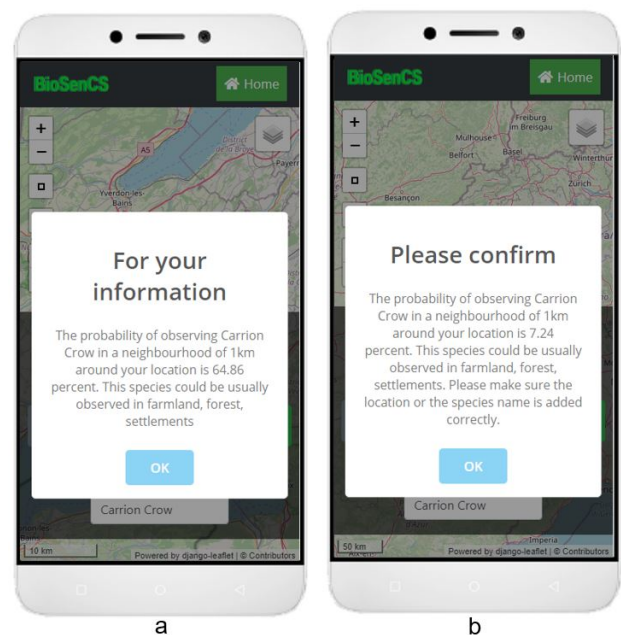 BioSenCS
Home
+
A5
District
de la Broye
Payern
−
Yverdon-les-
Bains
For your
information
The probability of observing Carrion
Crow in a neighbourhood of 1km
around your location is 64.86
percent. This species could be usually
observed in farmland, forest,
settlements
OK
Carrion Crow
10 km
Powered by django-leaflet | © Contributors
a
BioSenCS
Home
+
Freiburg
im Breisgau
Mulhouse
−
Belfort
Basel
Winterthur
Zürich
Besançon
Please confirm
The probability of observing Carrion
Crow in a neighbourhood of 1km
around your location is 7.24
percent. This species could be usually
observed in farmland, forest,
settlements. Please make sure the
location or the species name is added
correctly.
OK
Carrion Crow
50 km
Imperia
Powered by django-leaflet | © Contributors
b